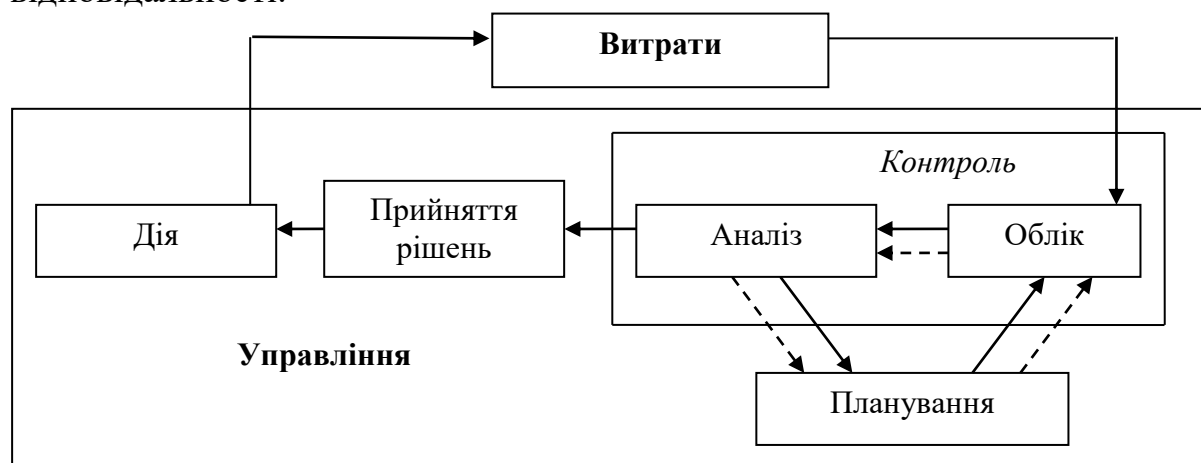 відповідальності.
Витрати
Контроль
Дія
Прийняття
рішень
Аналіз
Облік
Управління
Планування